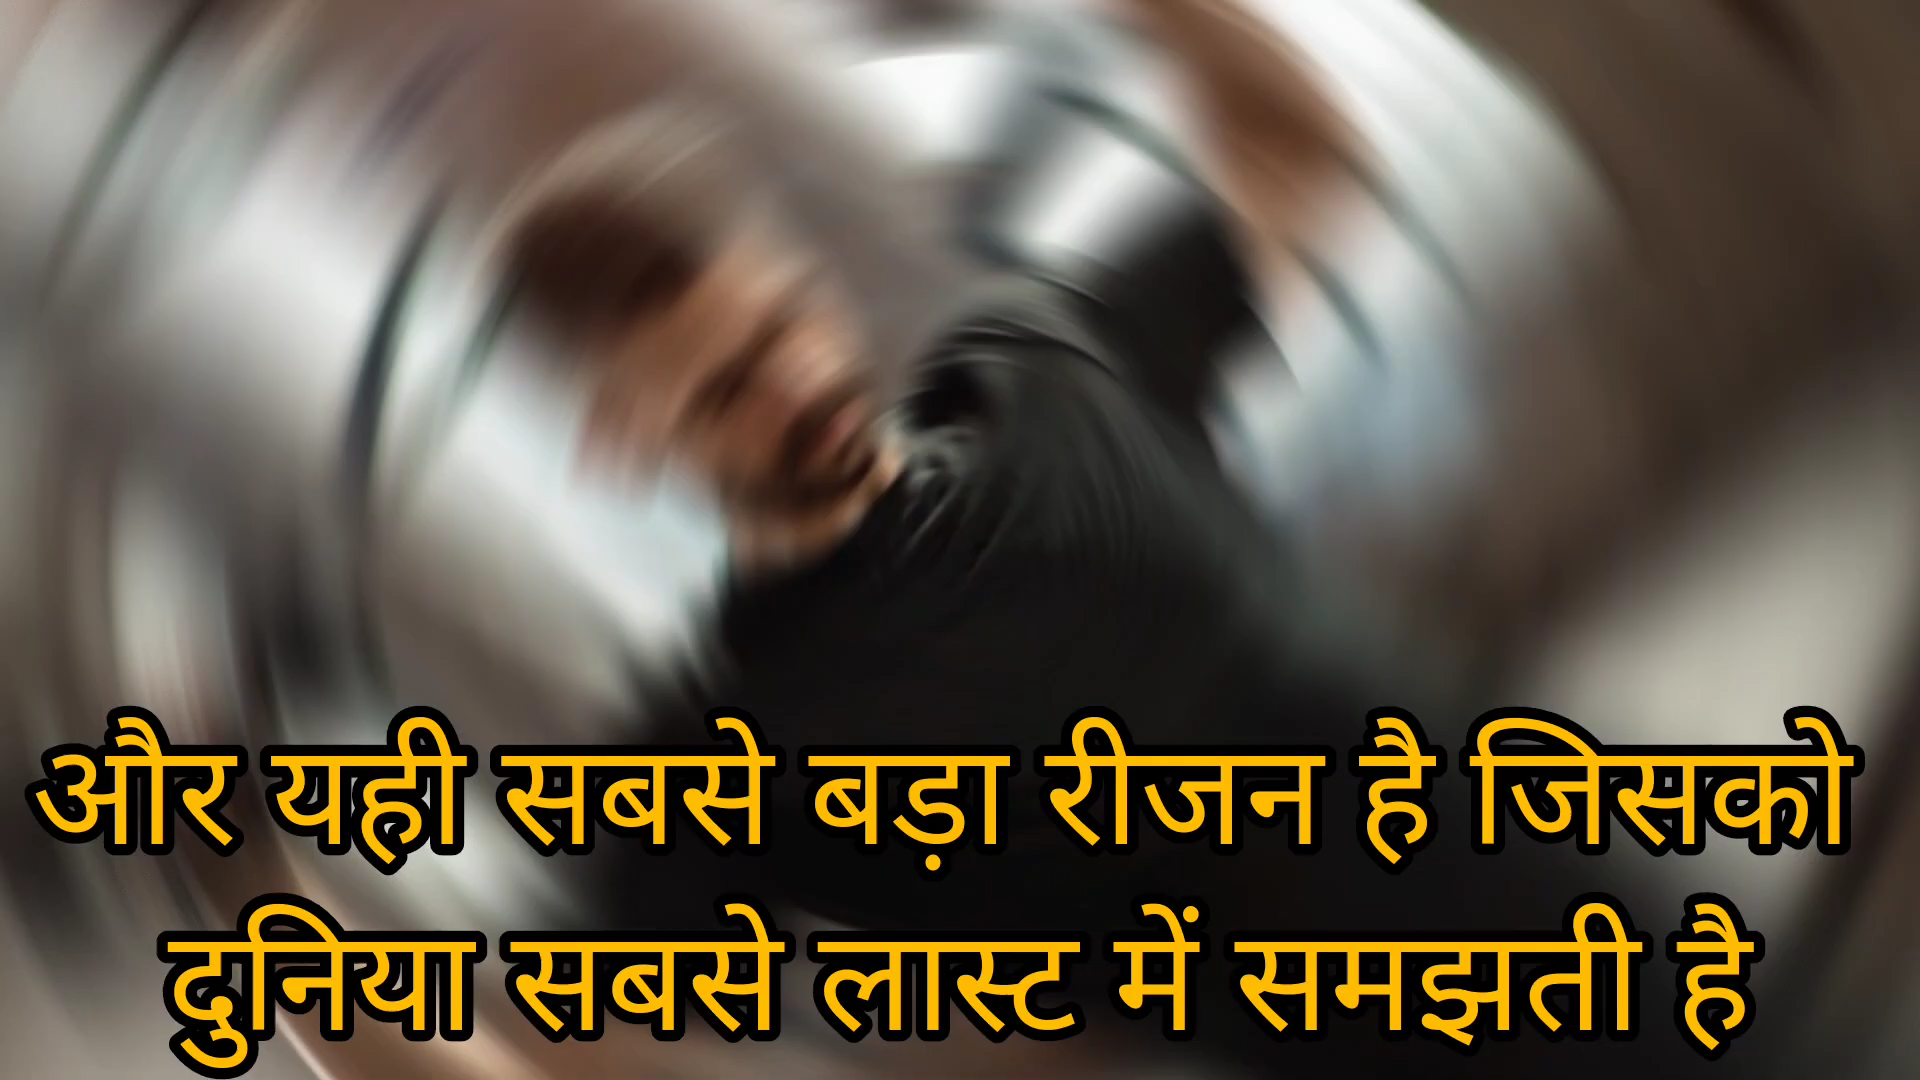 और यही सबसे बड़ा रीजन है जिसको
दुनिया सबसे लास्ट में समझती है